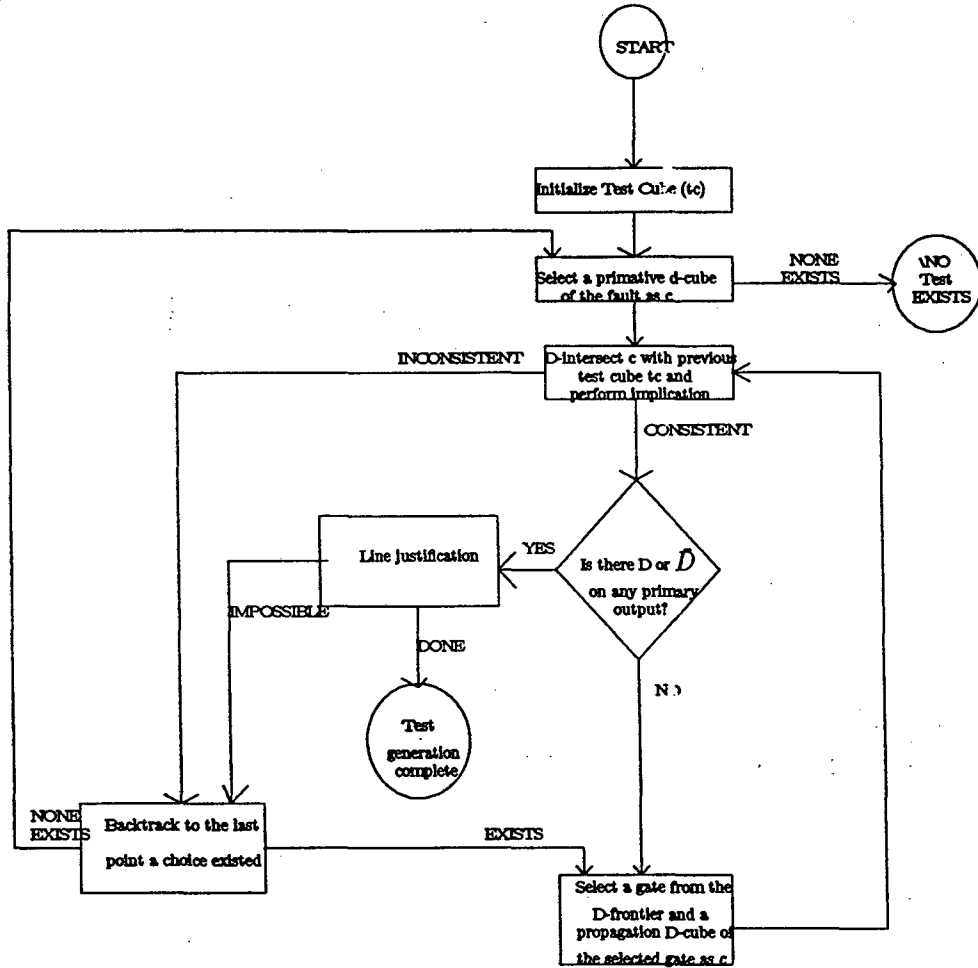 START
Initialize Test Cube (tc)
Select a primative d-cube
of the fault as c
NONE
EXISTS
\NO
Test
EXISTS
INCONSISTENT
D-intersect c with previous
test cube tc and
perform implication
CONSISTENT
YES
Line justification
Is there D or D̄
on any primary
output?
IMPOSSIBLE
DONE
NO
Test
generation
complete
NONE
EXISTS
Backtrack to the last
point a choice existed
EXISTS
Select a gate from the
D-frontier and a
propagation D-cube of
the selected gate as c